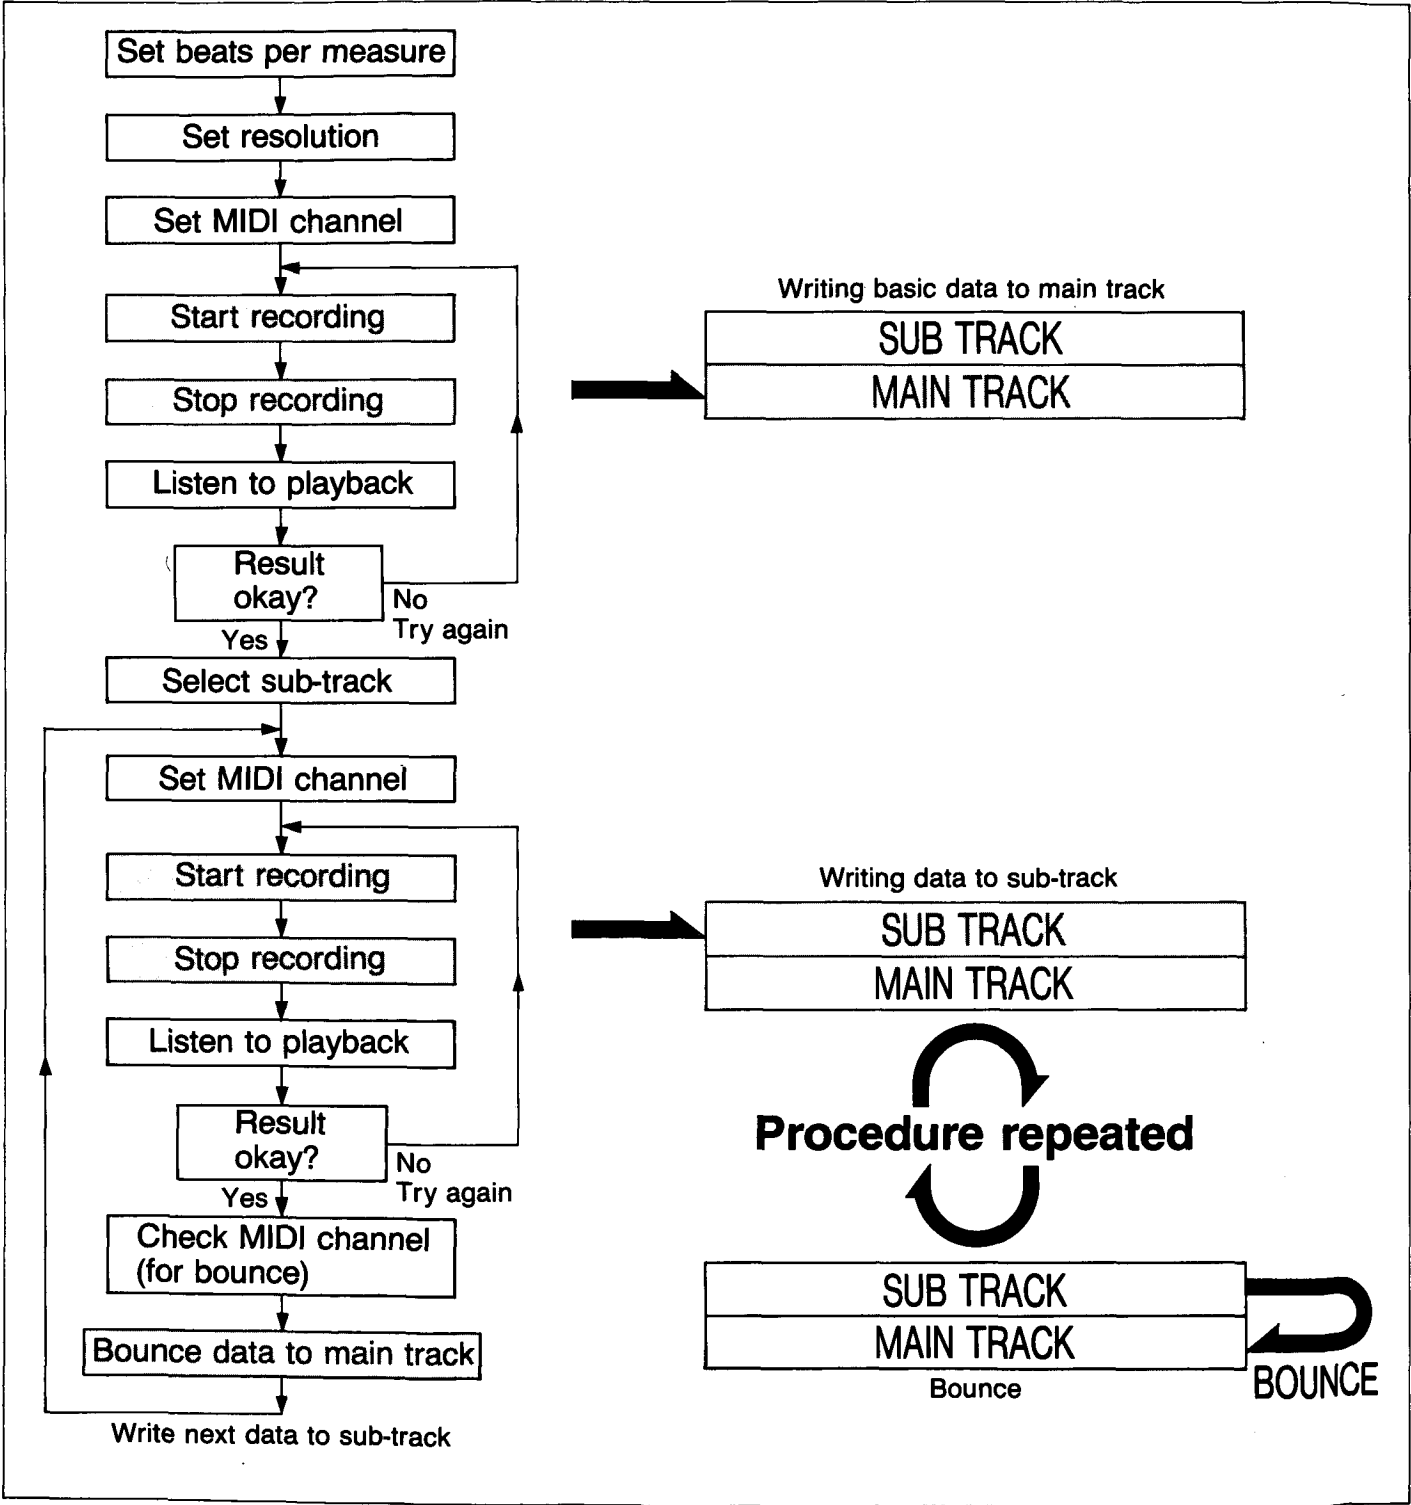 Set beats per measure
Set resolution
Set MIDI channel
Start recording
Stop recording
Listen to playback
Result
okay?
No
Try again
Yes
Select sub-track
Set MIDI channel
Start recording
Stop recording
Listen to playback
Result
okay?
No
Try again
Yes
Check MIDI channel
(for bounce)
Bounce data to main track
Write next data to sub-track
Writing basic data to main track
SUB TRACK
MAIN TRACK
Writing data to sub-track
SUB TRACK
MAIN TRACK
Procedure repeated
SUB TRACK
MAIN TRACK
BOUNCE
Bounce